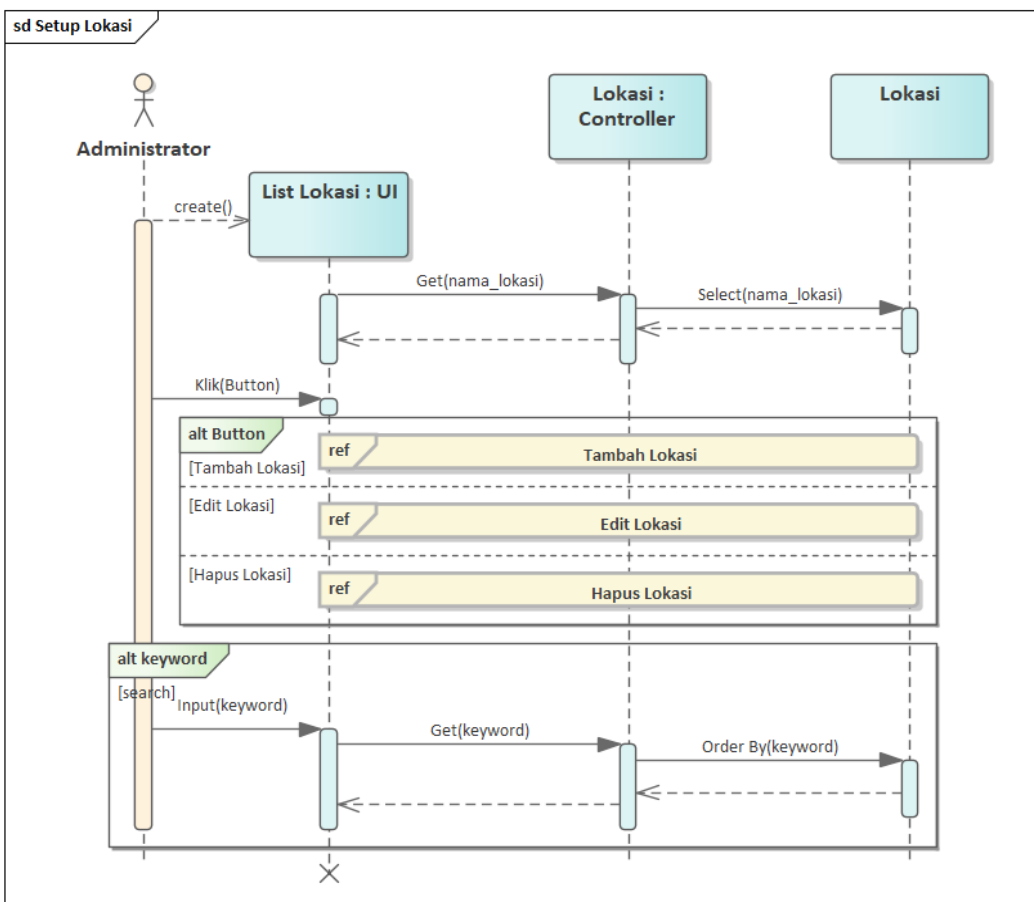 sd Setup Lokasi
Administrator
List Lokasi : UI
Lokasi :
Controller
Lokasi
create()
Get(nama_lokasi)
Select(nama_lokasi)
Klik(Button)
alt Button
[Tambah Lokasi]
ref
Tambah Lokasi
[Edit Lokasi]
ref
Edit Lokasi
[Hapus Lokasi]
ref
Hapus Lokasi
alt keyword
[search]
Input(keyword)
Get(keyword)
Order By(keyword)